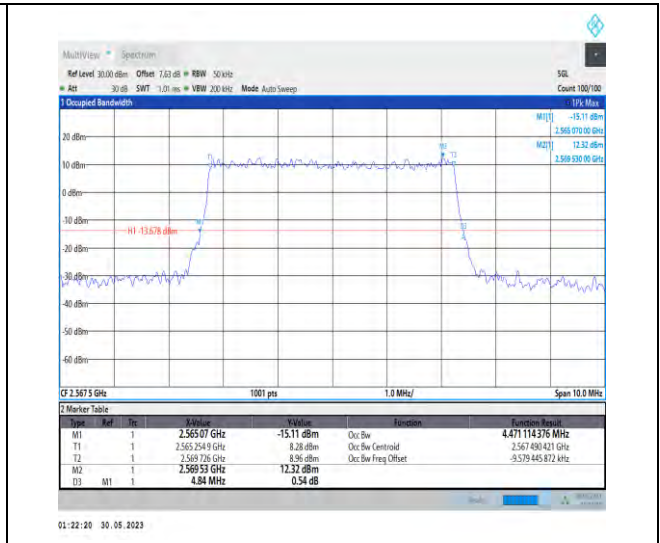 MultiView Spectrum
Ref Level 30.00 dBm Offset 7.63 dB RBW 50 kHz SGL
Att 30 dB SWT 1.01 ms VBW 200 kHz Mode Auto Sweep Count 100/100
1 Occupied Bandwidth 1Pk Max
M1[1] -15.11 dBm
2.565 070 00 GHz
20 dBm
M2[1] 12.32 dBm
2.569 530 00 GHz
M2
T1 T2
10 dBm
0 dBm
-10 dBm
M1 D3
H1 -13.678 dBm
-20 dBm
-30 dBm
-40 dBm
-50 dBm
-60 dBm
CF 2.567 5 GHz 1001 pts 1.0 MHz/ Span 10.0 MHz
2 Marker Table
Type Ref Trc X-Value Y-Value Function Function Result
M1 1 2.565 07 GHz -15.11 dBm Occ Bw 4.471 114 376 MHz
T1 1 2.565 254 9 GHz 8.28 dBm Occ Bw Centroid 2.567 490 421 GHz
T2 1 2.569 726 GHz 8.96 dBm Occ Bw Freq Offset -9.579 445 872 kHz
M2 1 2.569 53 GHz 12.32 dBm
D3 M1 1 4.84 MHz 0.54 dB
01:22:20 30.05.2023